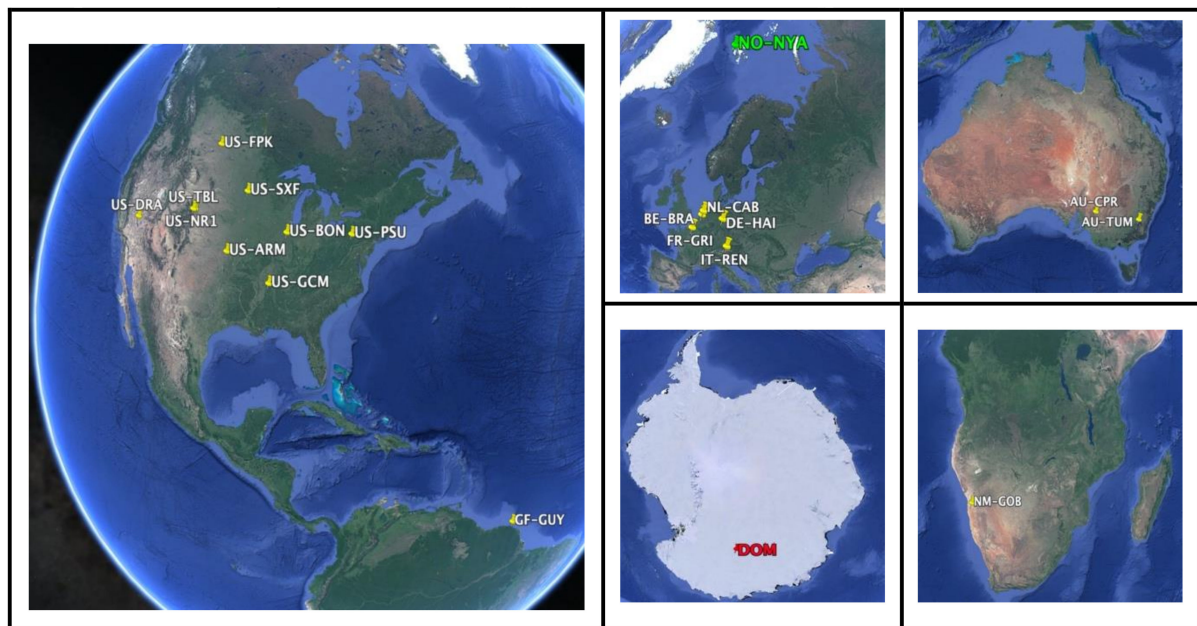 US-FPK
US-SXF
US-TBL
US-DRA
US-NR1
US-BON
US-PSU
US-ARM
US-GCM
GF-GUY
NO-NYA
NL-CAB
BE-BRA
DE-HAI
FR-GRI
IT-REN
AU-CPR
AU-TUM
DOM
NM-GOB